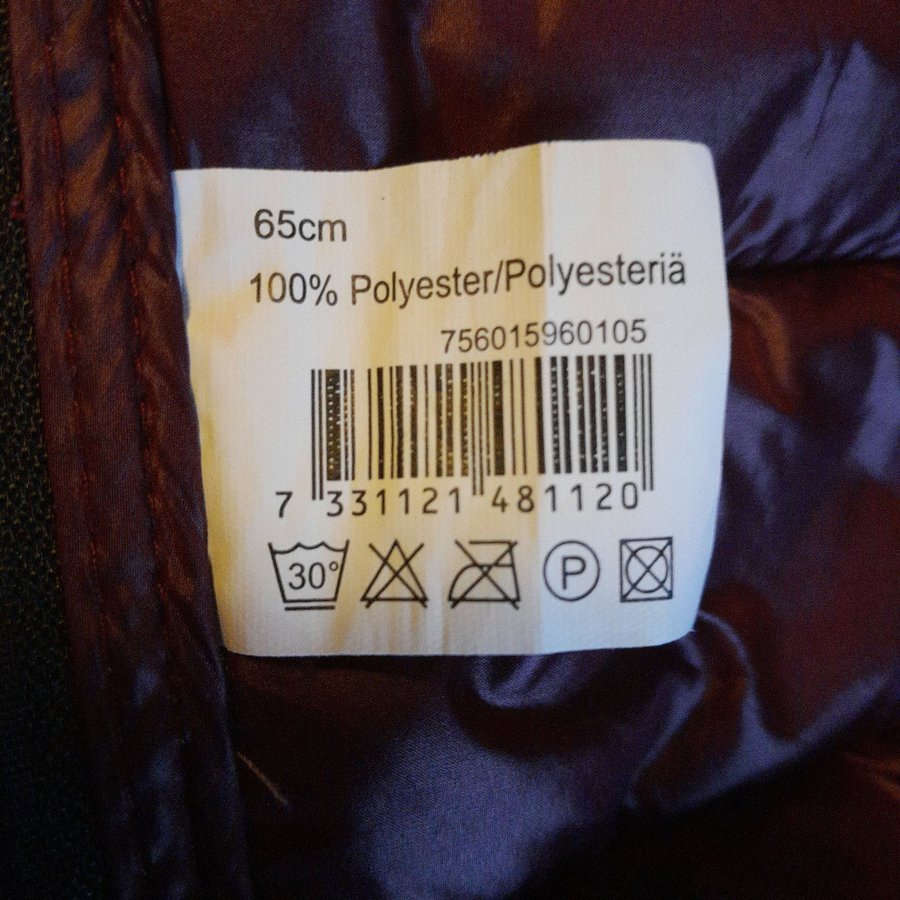 65cm
100% Polyester/Polyesteriä
756015960105
7 331121 481120
30° P